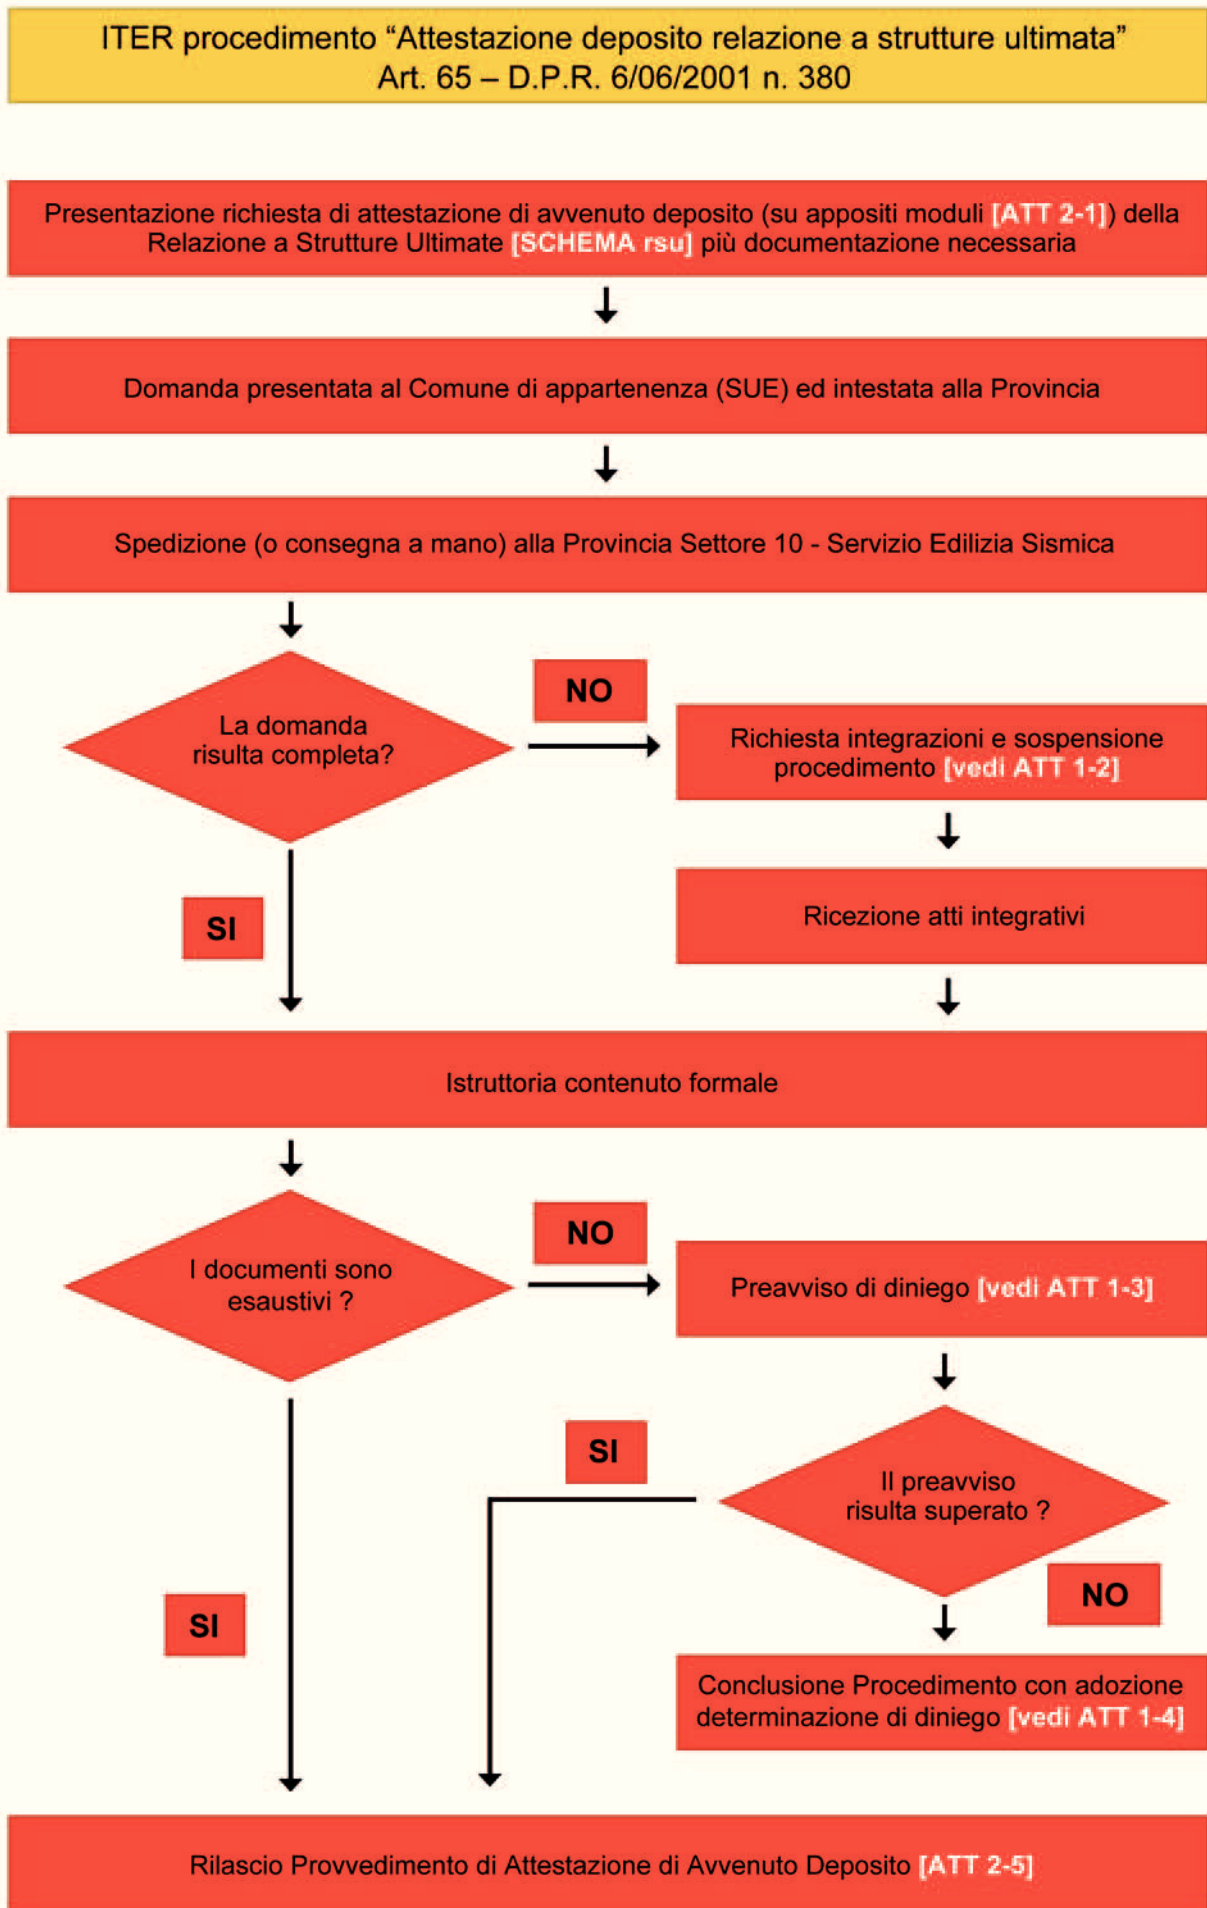 ITER procedimento “Attestazione deposito relazione a strutture ultimata”
Art. 65 – D.P.R. 6/06/2001 n. 380
Presentazione richiesta di attestazione di avvenuto deposito (su appositi moduli [ATT 2-1]) della
Relazione a Strutture Ultimate [SCHEMA rsu] più documentazione necessaria
Domanda presentata al Comune di appartenenza (SUE) ed intestata alla Provincia
Spedizione (o consegna a mano) alla Provincia Settore 10 - Servizio Edilizia Sismica
La domanda
risulta completa?
NO
Richiesta integrazioni e sospensione
procedimento [vedi ATT 1-2]
Ricezione atti integrativi
SI
Istruttoria contenuto formale
I documenti sono
esaustivi ?
NO
Preavviso di diniego [vedi ATT 1-3]
SI
Il preavviso
risulta superato ?
NO
SI
Conclusione Procedimento con adozione
determinazione di diniego [vedi ATT 1-4]
Rilascio Provvedimento di Attestazione di Avvenuto Deposito [ATT 2-5]